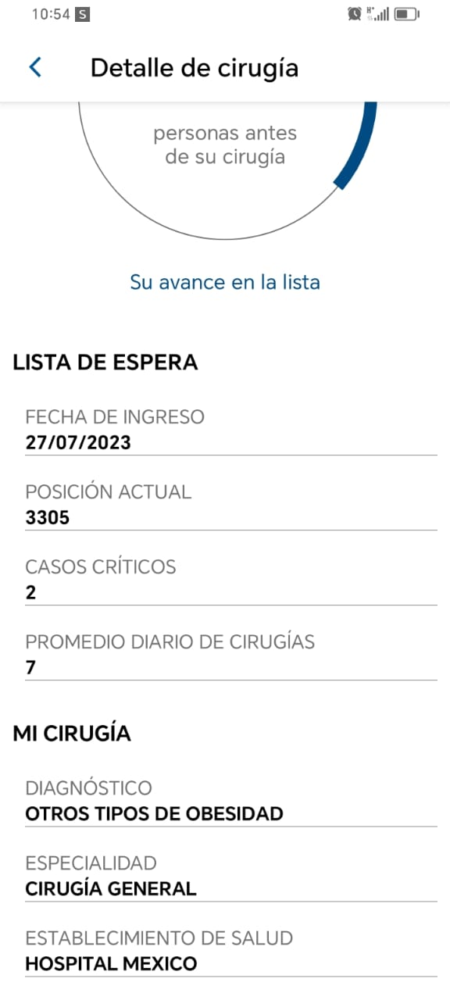 10:54 S
Detalle de cirugía
personas antes
de su cirugía
Su avance en la lista
LISTA DE ESPERA
FECHA DE INGRESO
27/07/2023
POSICIÓN ACTUAL
3305
CASOS CRÍTICOS
2
PROMEDIO DIARIO DE CIRUGÍAS
7
MI CIRUGÍA
DIAGNÓSTICO
OTROS TIPOS DE OBESIDAD
ESPECIALIDAD
CIRUGÍA GENERAL
ESTABLECIMIENTO DE SALUD
HOSPITAL MEXICO